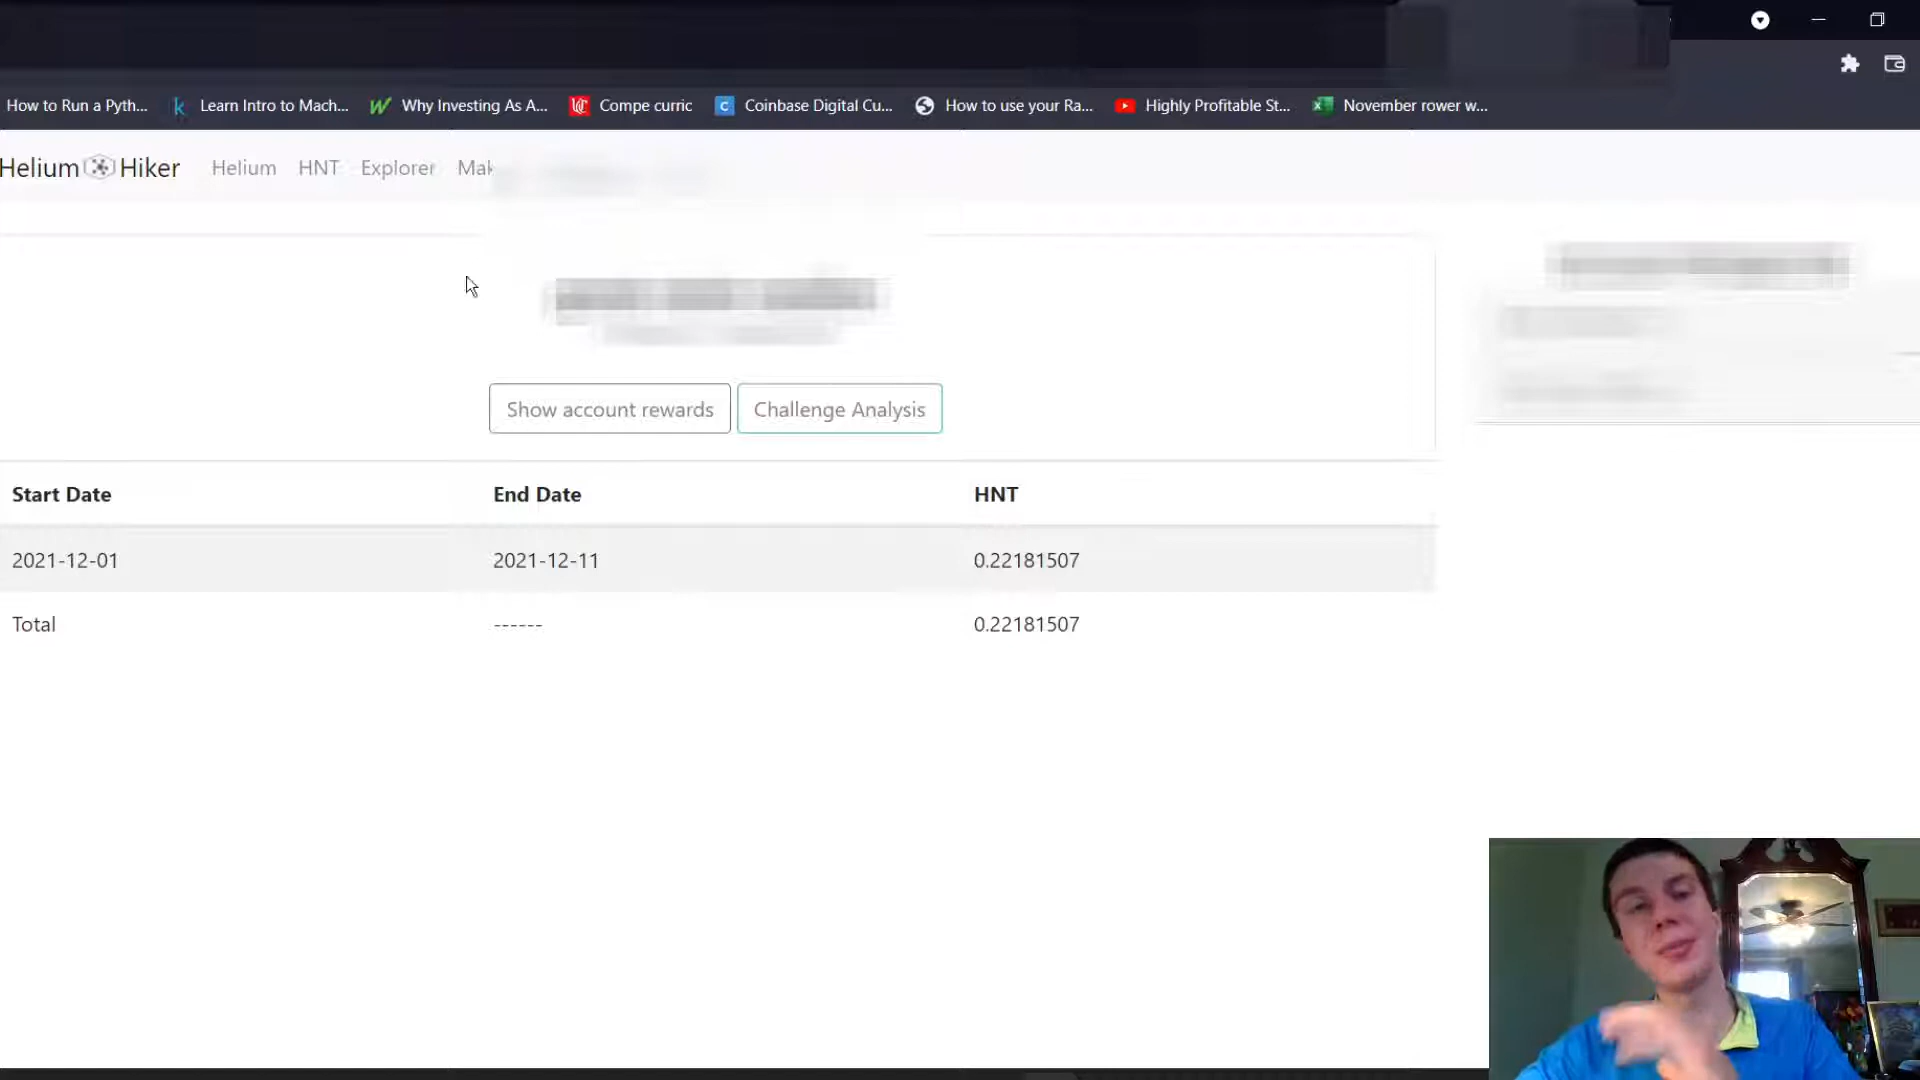 How to Run a Pyth... Learn Intro to Mach... Why Investing As A... Compe curric Coinbase Digital Cu... How to use your Ra... Highly Profitable St... November rower w...
Helium Hiker Helium HNT Explorer
Show account rewards Challenge Analysis
Start Date End Date HNT
2021-12-01 2021-12-11 0.22181507
Total ------ 0.22181507